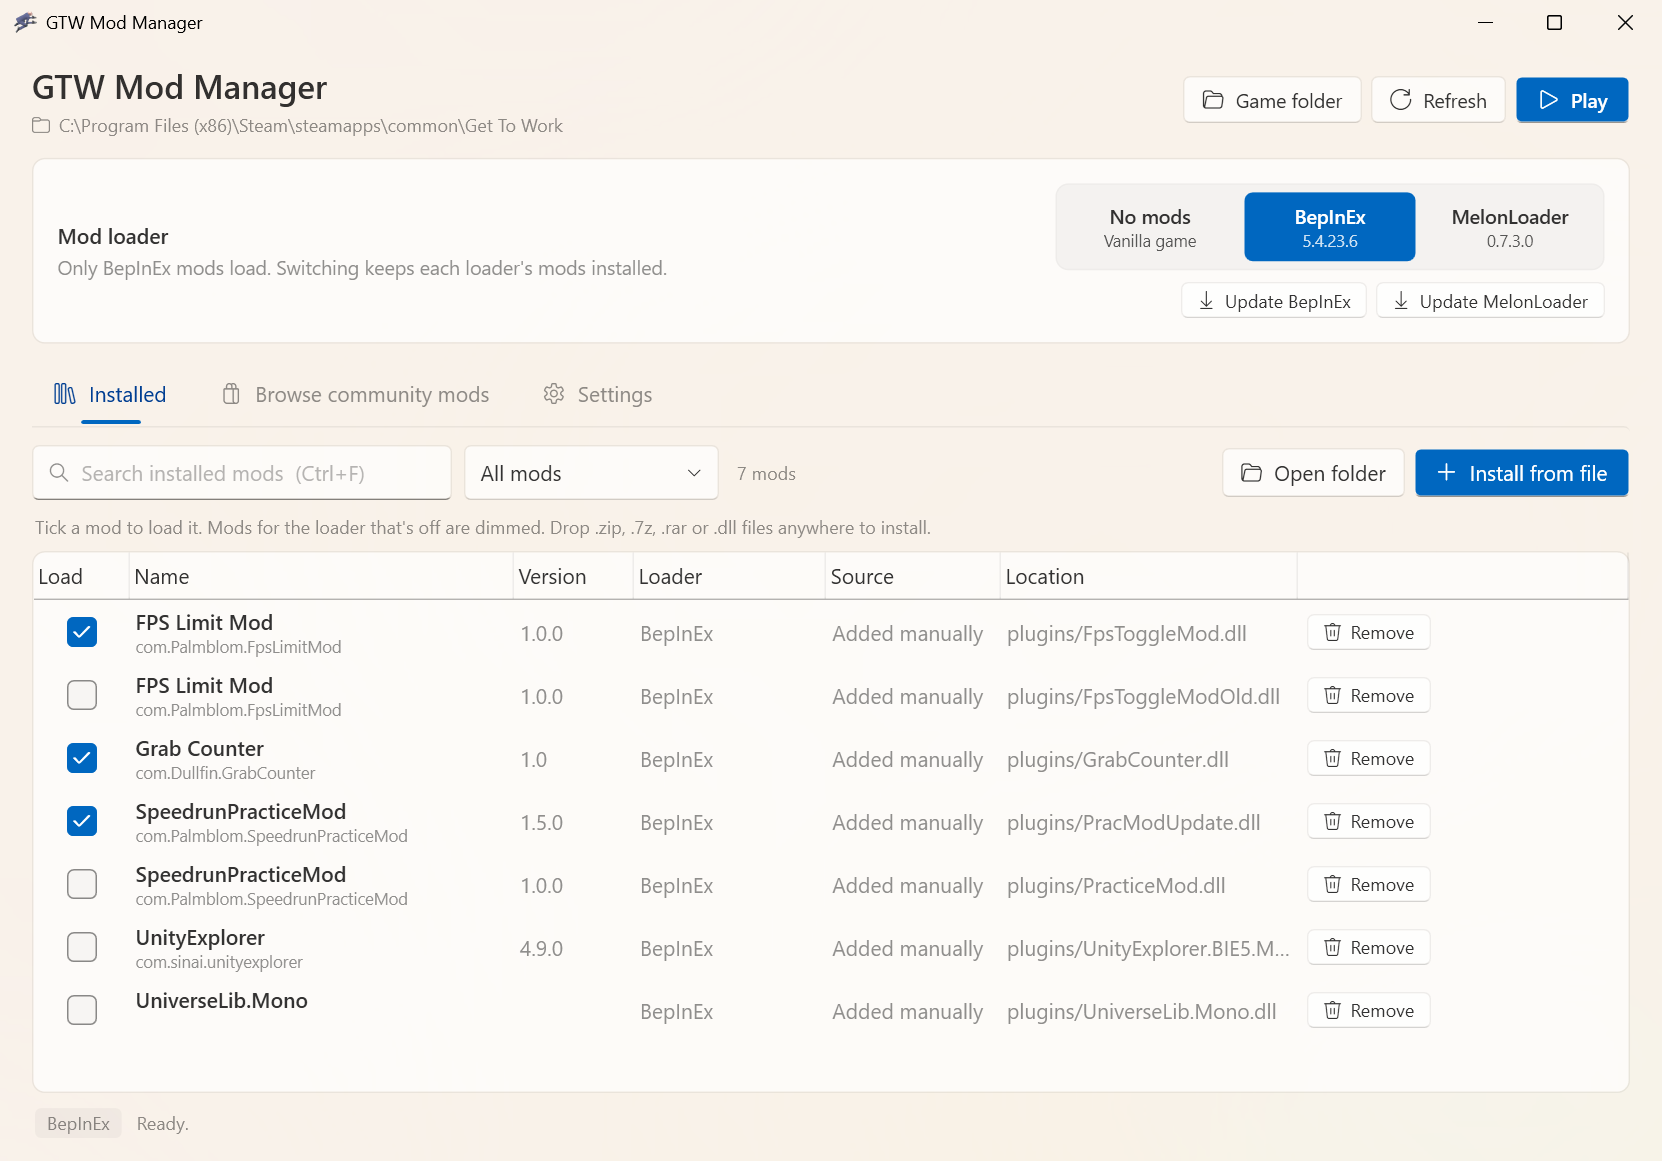 GTW Mod Manager
GTW Mod Manager
C:\Program Files (x86)\Steam\steamapps\common\Get To Work
Game folder
Refresh
Play
Mod loader
Only BepInEx mods load. Switching keeps each loader's mods installed.
No mods
Vanilla game
BepInEx
5.4.23.6
MelonLoader
0.7.3.0
Update BepInEx
Update MelonLoader
Installed
Browse community mods
Settings
Search installed mods (Ctrl+F)
All mods
7 mods
Open folder
Install from file
Tick a mod to load it. Mods for the loader that's off are dimmed. Drop .zip, .7z, .rar or .dll files anywhere to install.
Load Name Version Loader Source Location
FPS Limit Mod
com.Palmblom.FpsLimitMod
1.0.0 BepInEx Added manually plugins/FpsToggleMod.dll Remove
FPS Limit Mod
com.Palmblom.FpsLimitMod
1.0.0 BepInEx Added manually plugins/FpsToggleModOld.dll Remove
Grab Counter
com.Dullfin.GrabCounter
1.0 BepInEx Added manually plugins/GrabCounter.dll Remove
SpeedrunPracticeMod
com.Palmblom.SpeedrunPracticeMod
1.5.0 BepInEx Added manually plugins/PracModUpdate.dll Remove
SpeedrunPracticeMod
com.Palmblom.SpeedrunPracticeMod
1.0.0 BepInEx Added manually plugins/PracticeMod.dll Remove
UnityExplorer
com.sinai.unityexplorer
4.9.0 BepInEx Added manually plugins/UnityExplorer.BIE5.M... Remove
UniverseLib.Mono
BepInEx Added manually plugins/UniverseLib.Mono.dll Remove
BepInEx Ready.